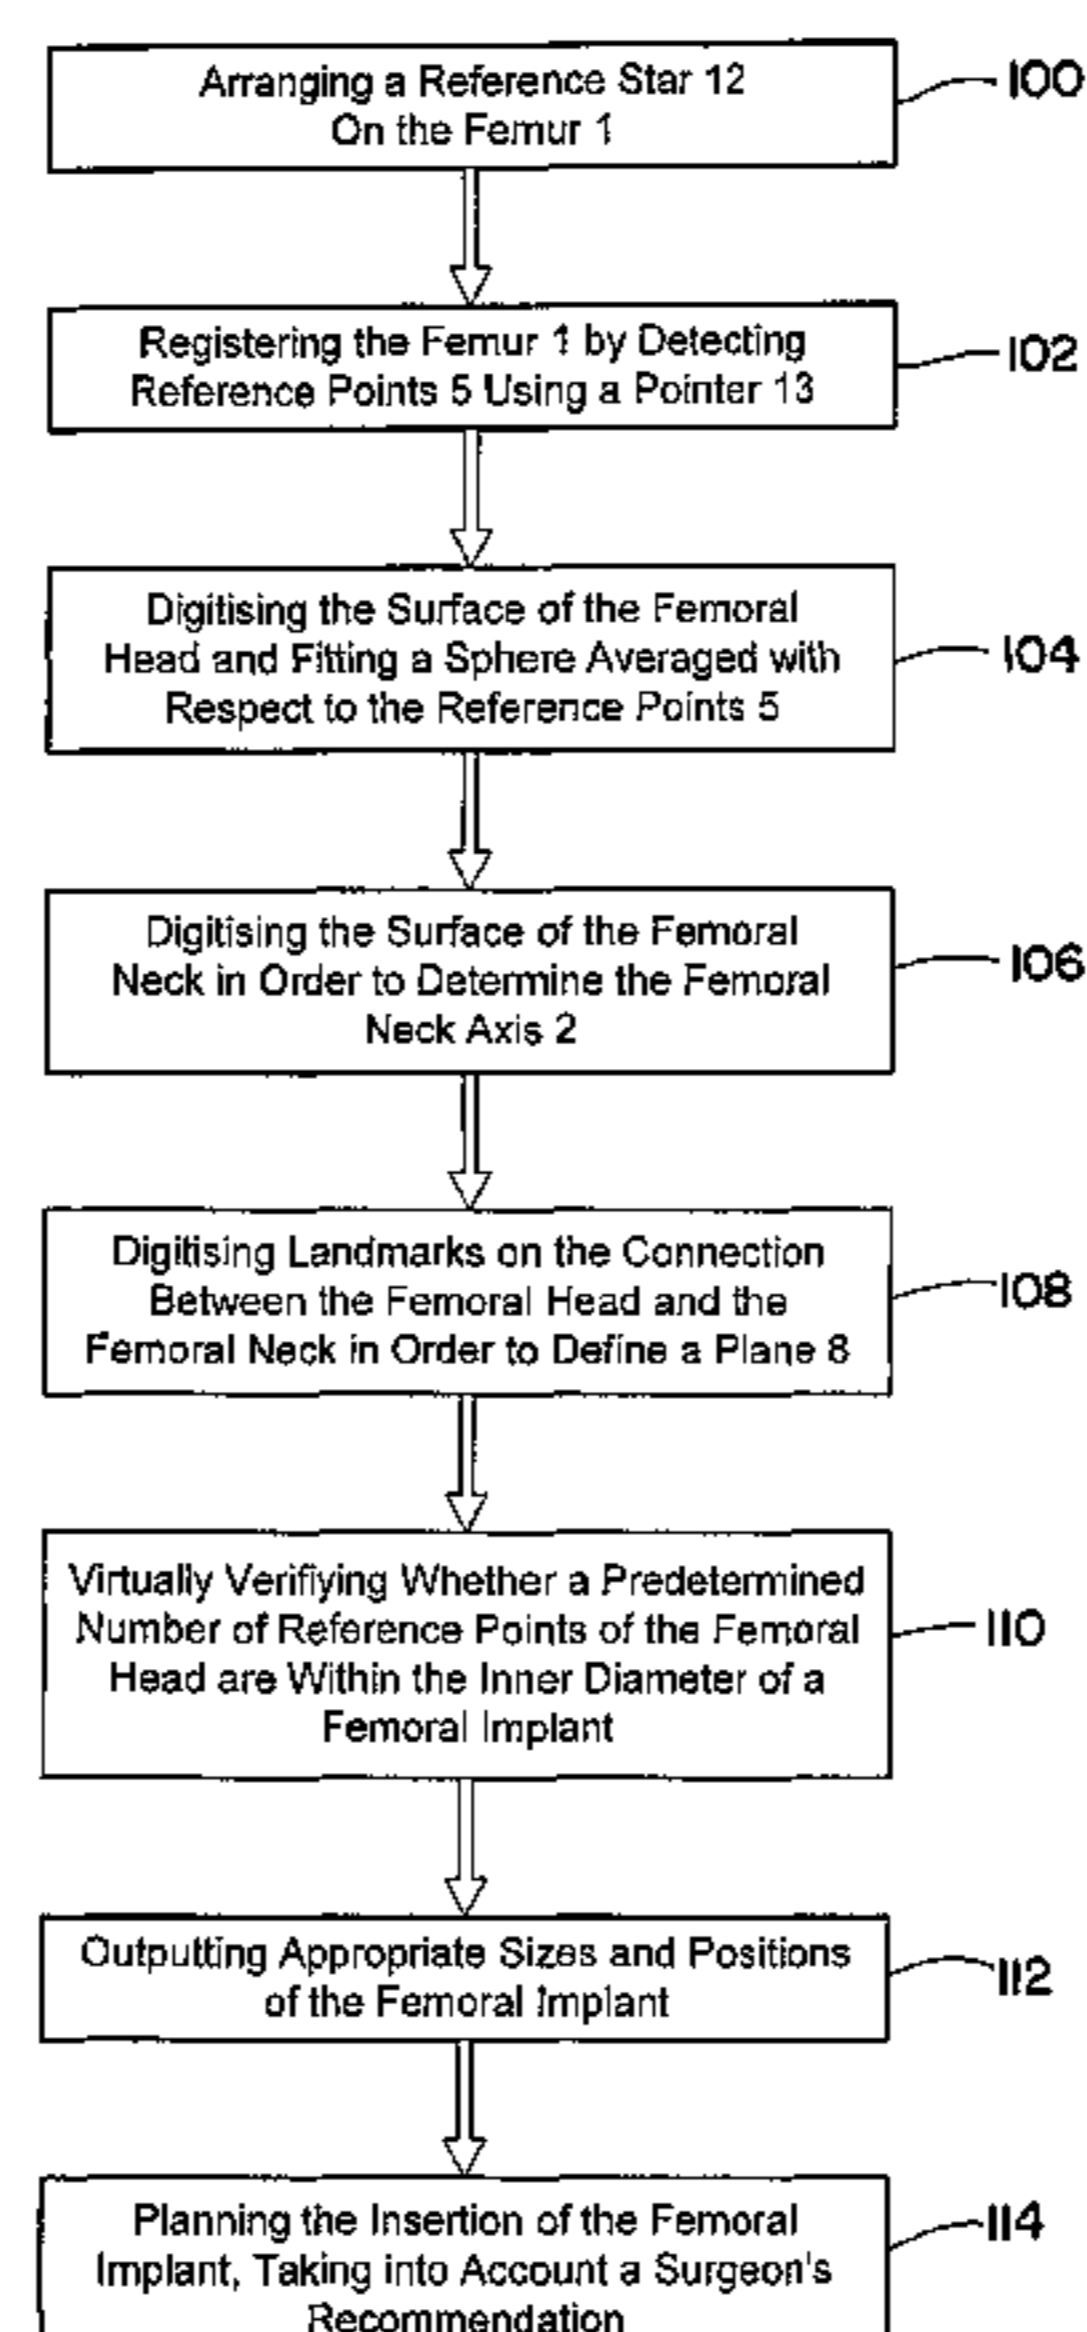 Arranging a Reference Star 12
On the Femur 1
100
Registering the Femur 1 by Detecting
Reference Points 5 Using a Pointer 13
102
Digitising the Surface of the Femoral
Head and Fitting a Sphere Averaged with
Respect to the Reference Points 5
104
Digitising the Surface of the Femoral
Neck in Order to Determine the Femoral
Neck Axis 2
106
Digitising Landmarks on the Connection
Between the Femoral Head and the
Femoral Neck in Order to Define a Plane 8
108
Virtually Verifiying Whether a Predetermined
Number of Reference Points of the Femoral
Head are Within the Inner Diameter of a
Femoral Implant
110
Outputting Appropriate Sizes and Positions
of the Femoral Implant
112
Planning the Insertion of the Femoral
Implant, Taking into Account a Surgeon's
Recommendation
114